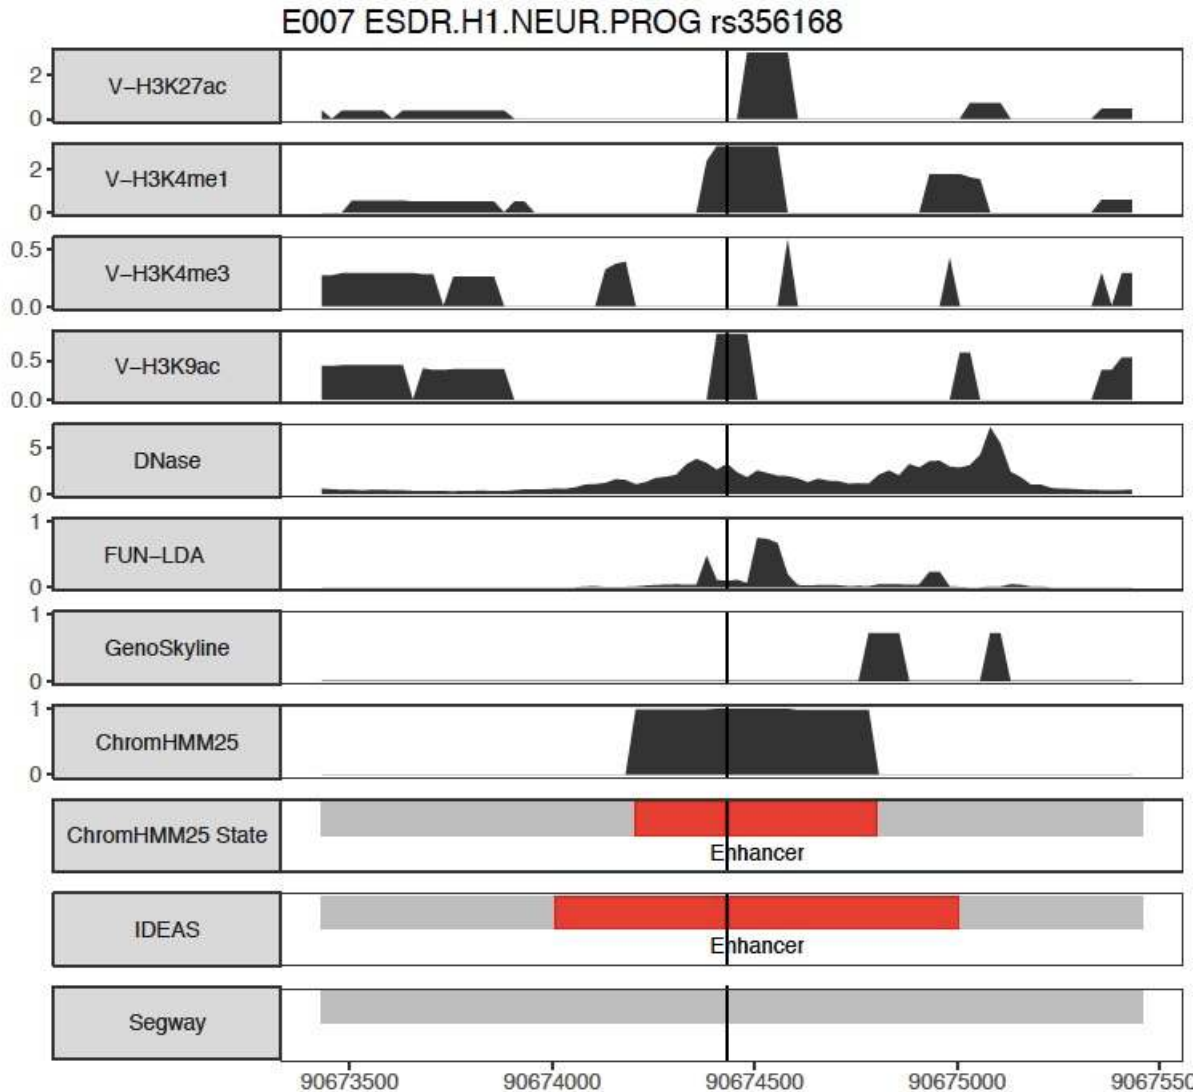 E007 ESDR.H1.NEUR.PROG rs356168
V−H3K27ac
2
0
V−H3K4me1
2
0
V−H3K4me3
0.5
0.0
V−H3K9ac
0.5
0.0
DNase
5
0
FUN−LDA
1
0
GenoSkyline
1
0
ChromHMM25
1
0
ChromHMM25 State
Enhancer
IDEAS
Enhancer
Segway
90673500 90674000 90674500 90675000 9067550